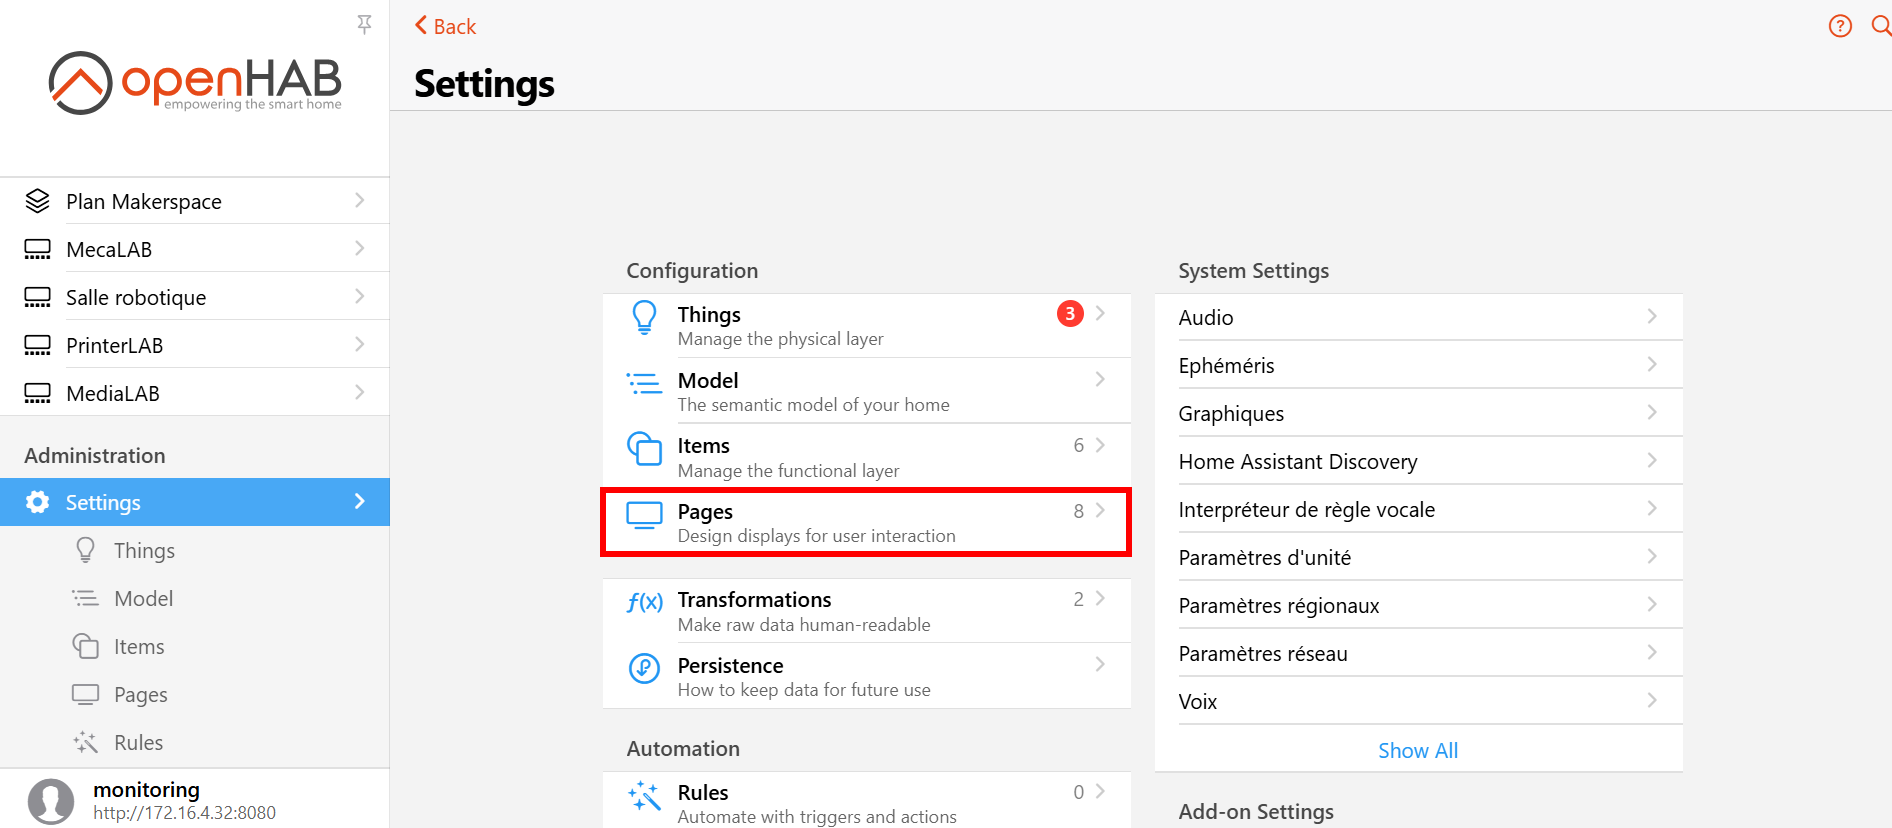 openHAB
empowering the smart home
Plan Makerspace
MecaLAB
Salle robotique
PrinterLAB
MediaLAB
Administration
Settings
Things
Model
Items
Pages
Rules
monitoring
http://172.16.4.32:8080
Back
?
Settings
Configuration
Things
3
Manage the physical layer
Model
The semantic model of your home
Items
6
Manage the functional layer
Pages
8
Design displays for user interaction
f(x)
Transformations
2
Make raw data human-readable
Persistence
How to keep data for future use
Automation
Rules
0
Automate with triggers and actions
System Settings
Audio
Ephéméris
Graphiques
Home Assistant Discovery
Interpréteur de règle vocale
Paramètres d'unité
Paramètres régionaux
Paramètres réseau
Voix
Show All
Add-on Settings